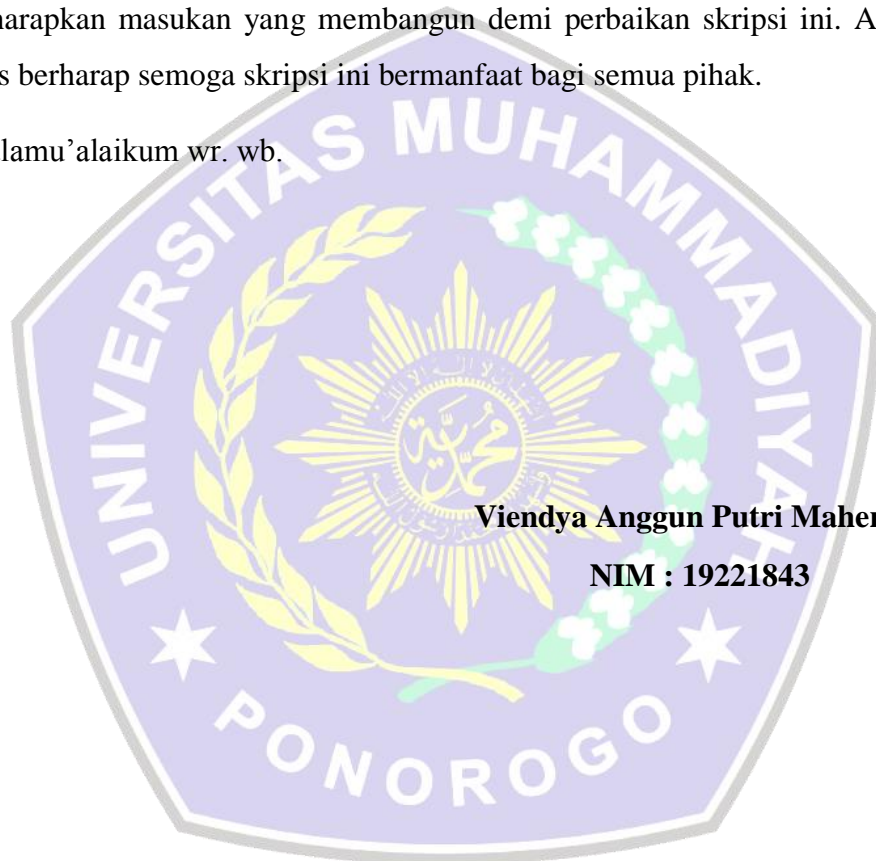 harapkan masukan yang membangun demi perbaikan skripsi ini. A
s berharap semoga skripsi ini bermanfaat bagi semua pihak.
lamu’alaikum wr. wb.
UNIVERSITAS MUHAMMADIYAH
محمدية
Viendya Anggun Putri Maher
NIM : 19221843
PONOROGO